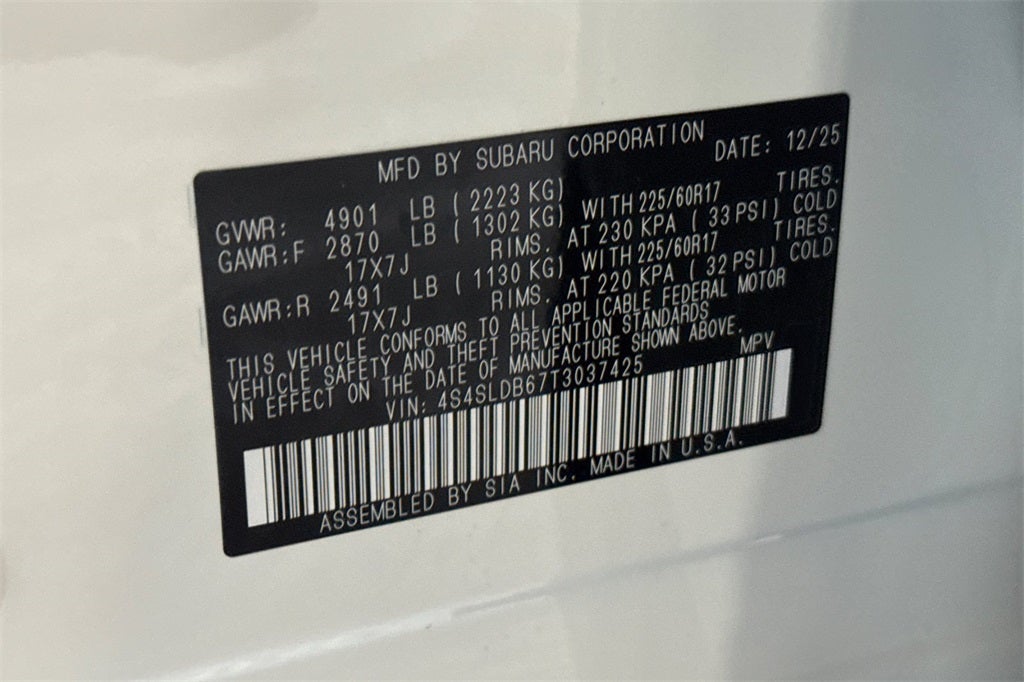 MFD BY SUBARU CORPORATION DATE: 12/25
GVWR: 4901 LB ( 2223 KG)
GAWR:F 2870 LB ( 1302 KG) WITH 225/60R17 TIRES.
17X7J RIMS. AT 230 KPA ( 33 PSI) COLD
GAWR:R 2491 LB ( 1130 KG) WITH 225/60R17 TIRES.
17X7J RIMS. AT 220 KPA ( 32 PSI) COLD
THIS VEHICLE CONFORMS TO ALL APPLICABLE FEDERAL MOTOR
VEHICLE SAFETY AND THEFT PREVENTION STANDARDS
IN EFFECT ON THE DATE OF MANUFACTURE SHOWN ABOVE.
VIN: 4S4SLDB67T3037425 MPV
ASSEMBLED BY SIA INC. MADE IN U.S.A.